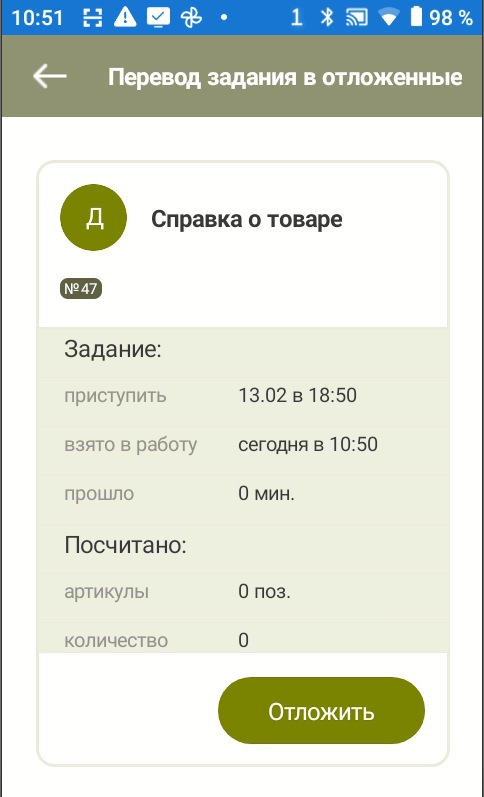 10:51 1 98 %
Перевод задания в отложенные
Д Справка о товаре
№47
Задание:
приступить 13.02 в 18:50
взято в работу сегодня в 10:50
прошло 0 мин.
Посчитано:
артикулы 0 поз.
количество 0
Отложить